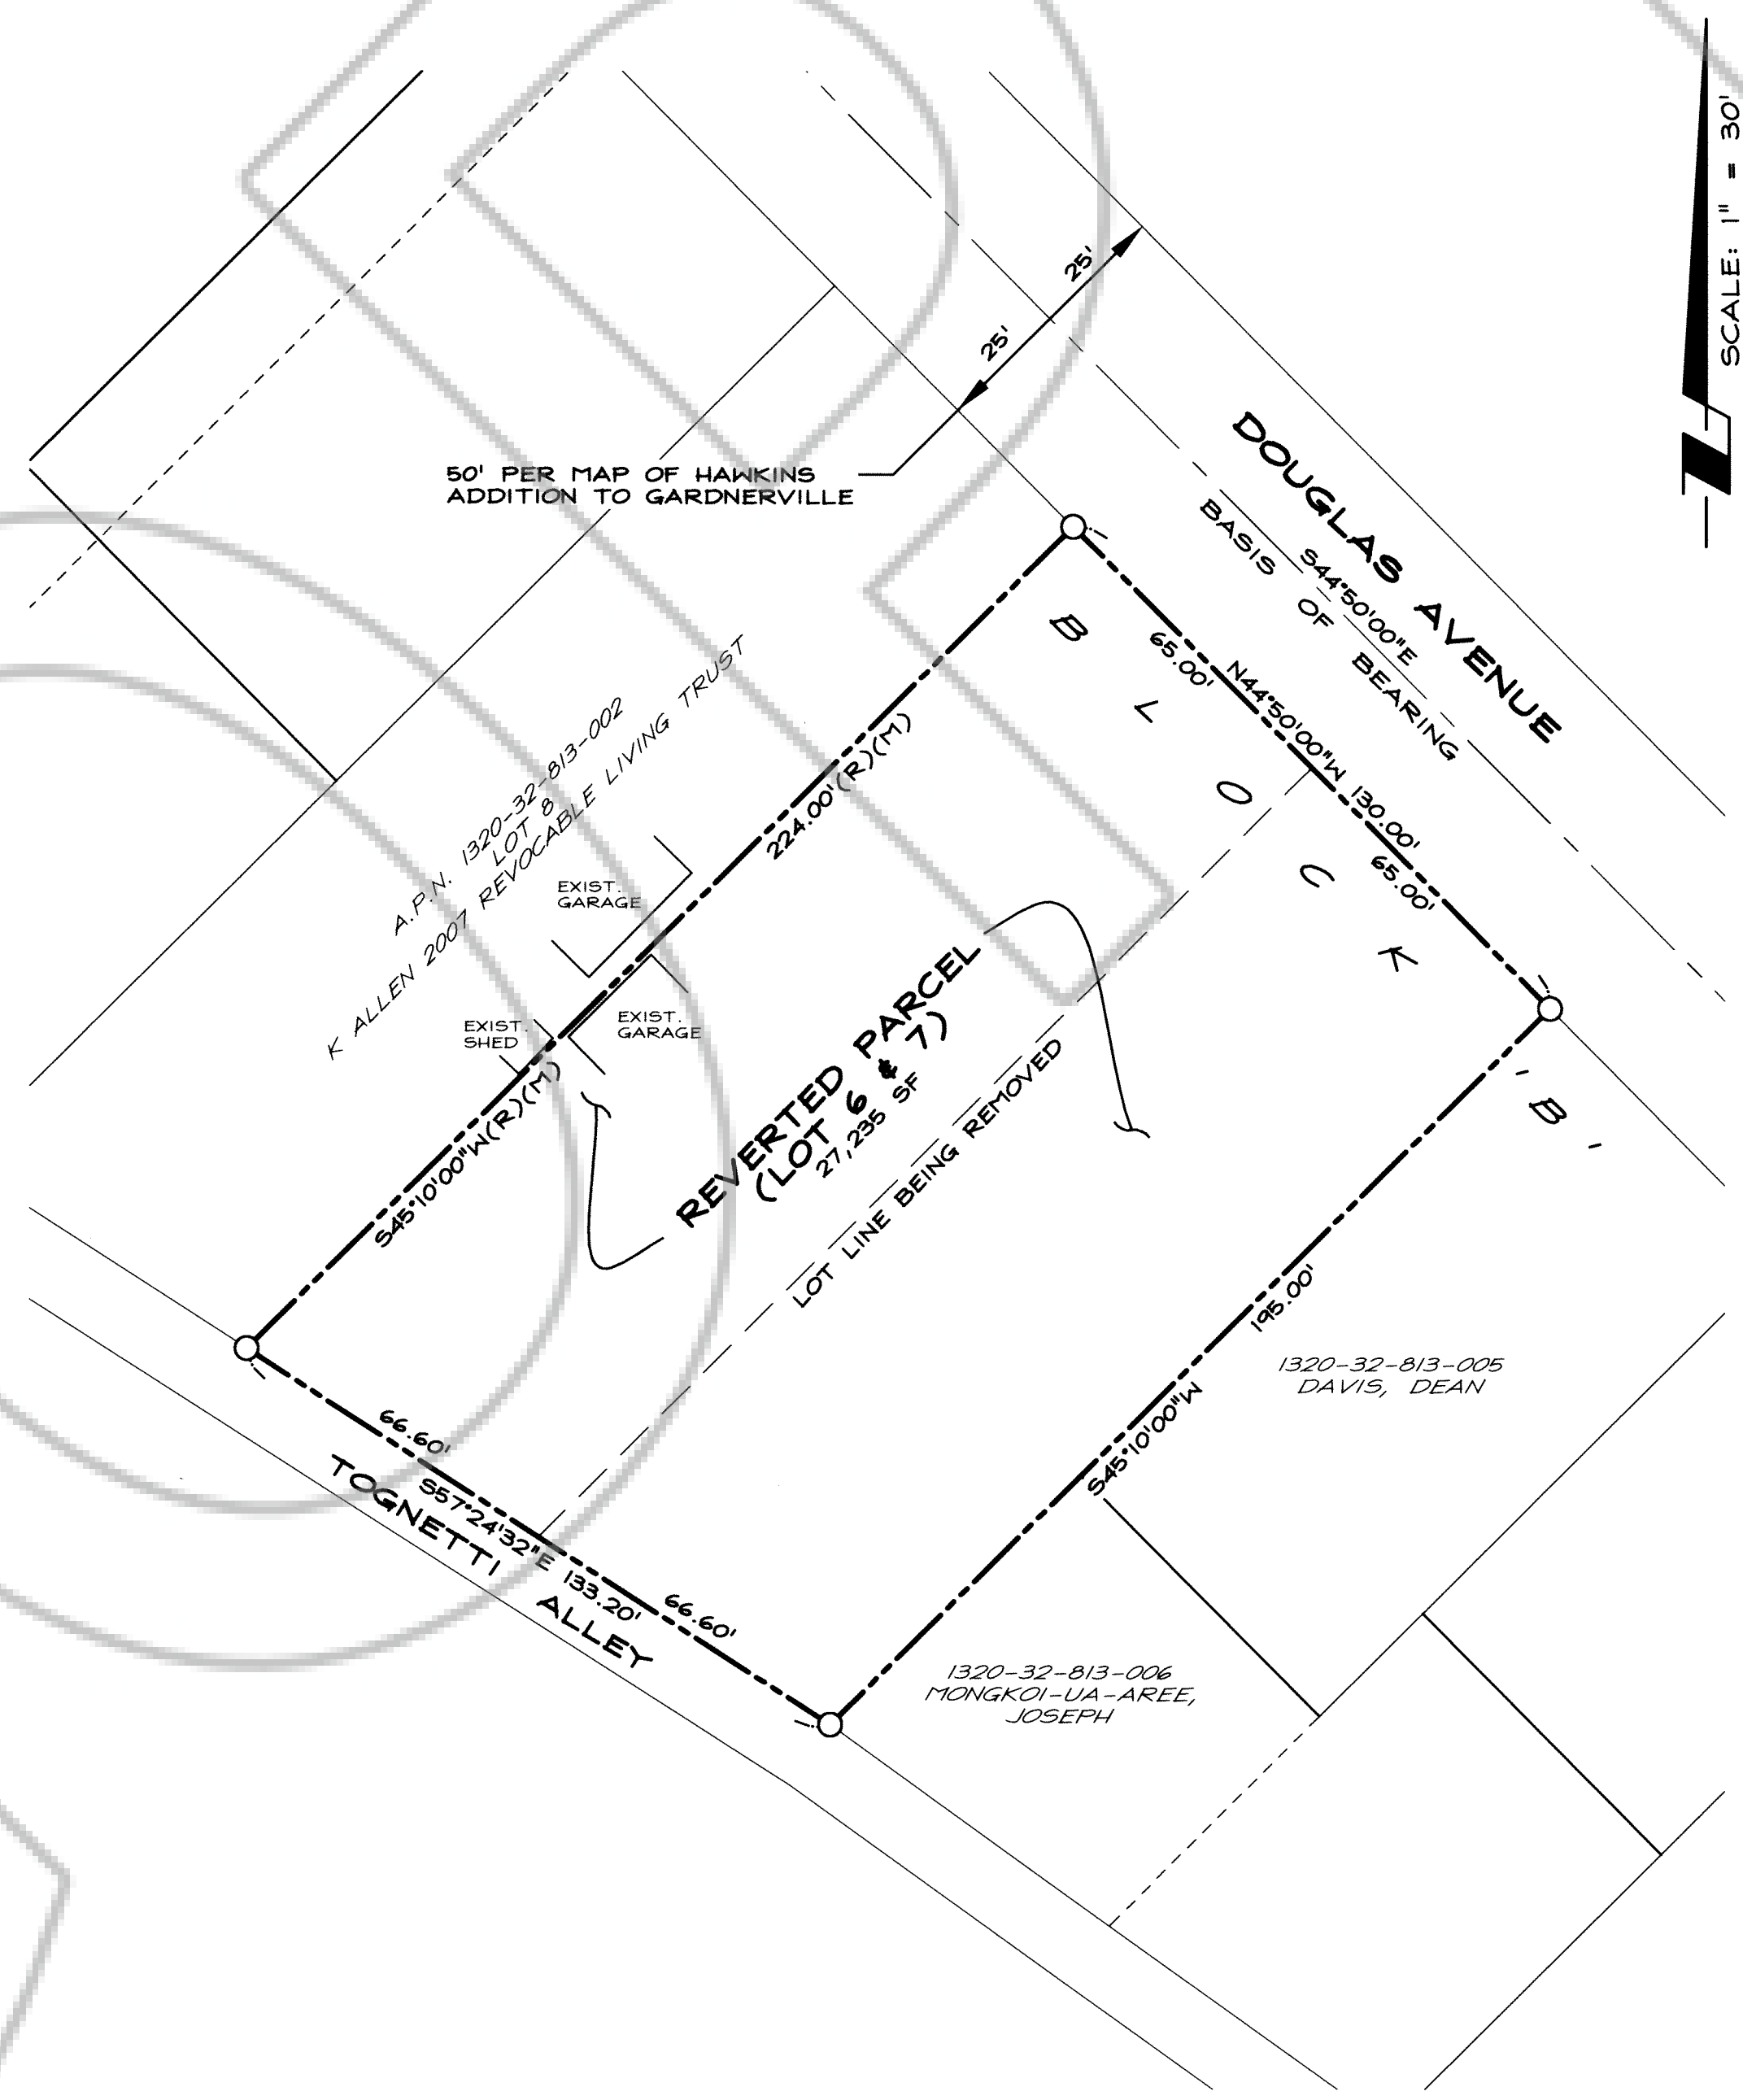 SCALE: 1" = 30'
25'
25'
50' PER MAP OF HAWKINS
ADDITION TO GARDNERVILLE
DOUGLAS AVENUE
S44°50'00"E
BASIS OF BEARING
BLOCK 'B'
65.00'
N44°50'00"W 130.00'
65.00'
224.00'(R)(M)
S45°10'00"W(R)(M)
A.P.N. 1320-32-813-002
LOT 8
K ALLEN 2007 REVOCABLE LIVING TRUST
EXIST.
GARAGE
EXIST.
GARAGE
EXIST.
SHED
REVERTED PARCEL
(LOT 6 & 7)
27,235 SF
LOT LINE BEING REMOVED
195.00'
S45°10'00"W
1320-32-813-005
DAVIS, DEAN
66.60'
S57°24'32"E 133.20'
66.60'
TOGNETTI ALLEY
1320-32-813-006
MONGKOI-UA-AREE,
JOSEPH